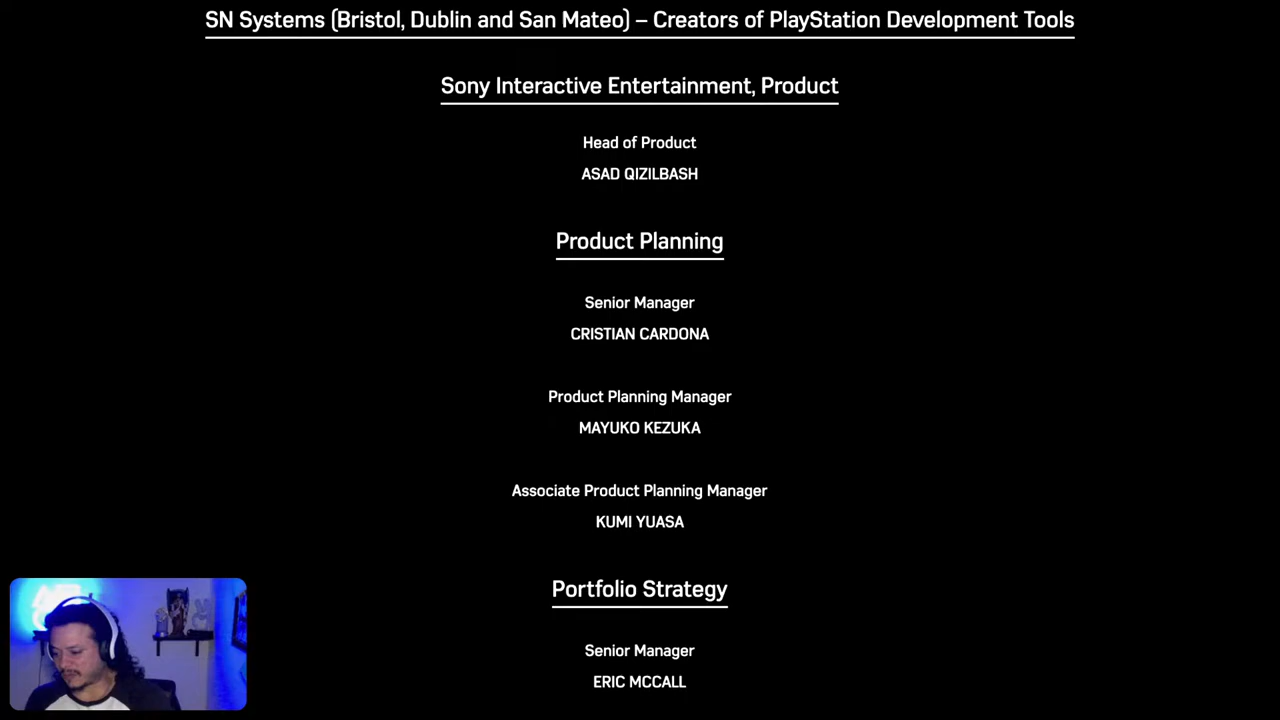 SN Systems (Bristol, Dublin and San Mateo) – Creators of PlayStation Development Tools
Sony Interactive Entertainment, Product
Head of Product
ASAD QIZILBASH
Product Planning
Senior Manager
CRISTIAN CARDONA
Product Planning Manager
MAYUKO KEZUKA
Associate Product Planning Manager
KUMI YUASA
Portfolio Strategy
Senior Manager
ERIC MCCALL